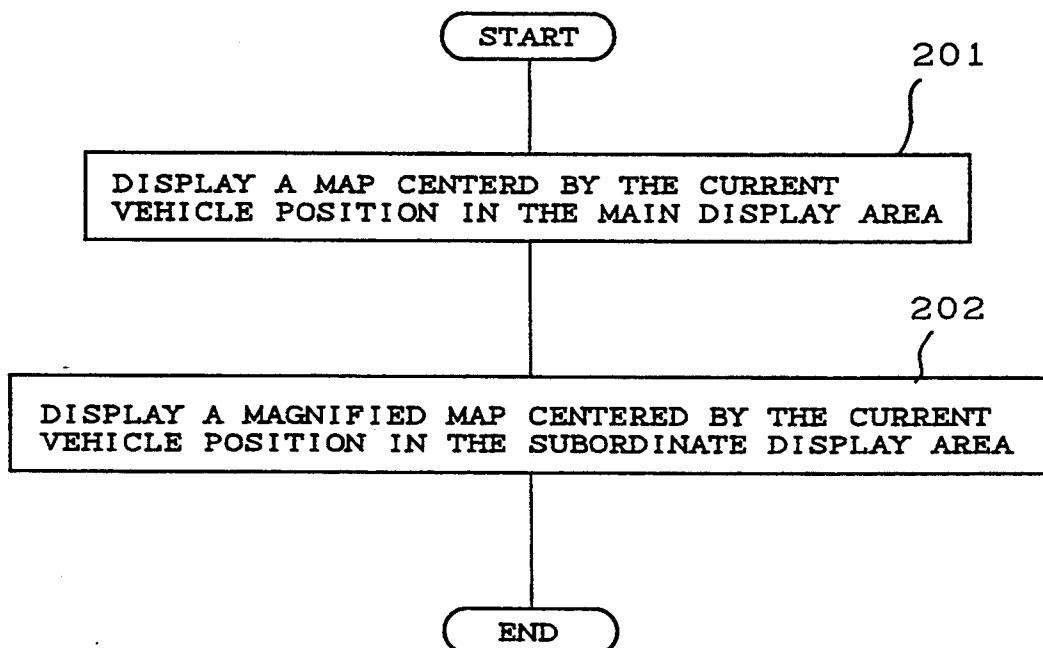 START
201
DISPLAY A MAP CENTERD BY THE CURRENT
VEHICLE POSITION IN THE MAIN DISPLAY AREA
202
DISPLAY A MAGNIFIED MAP CENTERED BY THE CURRENT
VEHICLE POSITION IN THE SUBORDINATE DISPLAY AREA
END